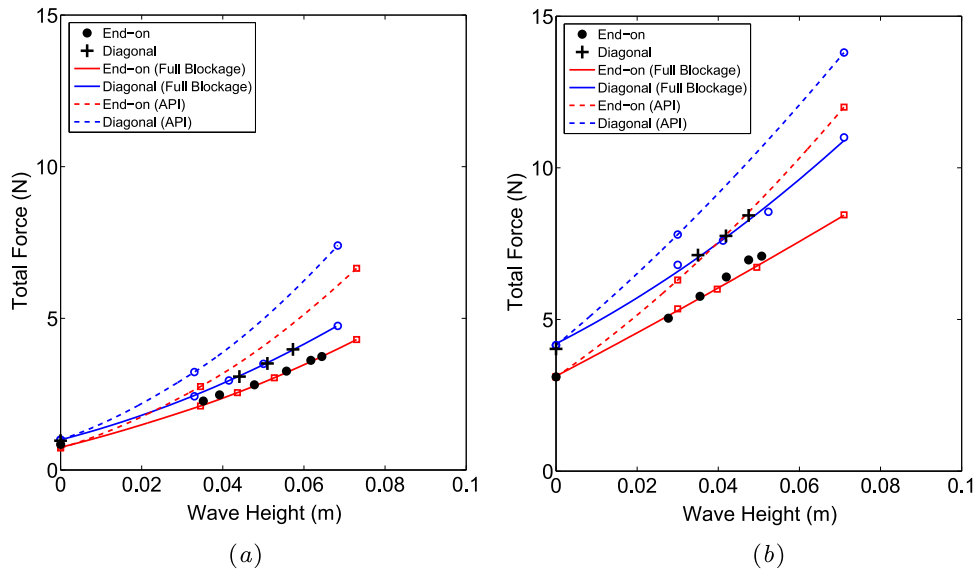 15
10
5
0
Total Force (N)
End−on
Diagonal
End−on (Full Blockage)
Diagonal (Full Blockage)
End−on (API)
Diagonal (API)
0 0.02 0.04 0.06 0.08 0.1
Wave Height (m)
(a)
15
10
5
0
Total Force (N)
End−on
Diagonal
End−on (Full Blockage)
Diagonal (Full Blockage)
End−on (API)
Diagonal (API)
0 0.02 0.04 0.06 0.08 0.1
Wave Height (m)
(b)